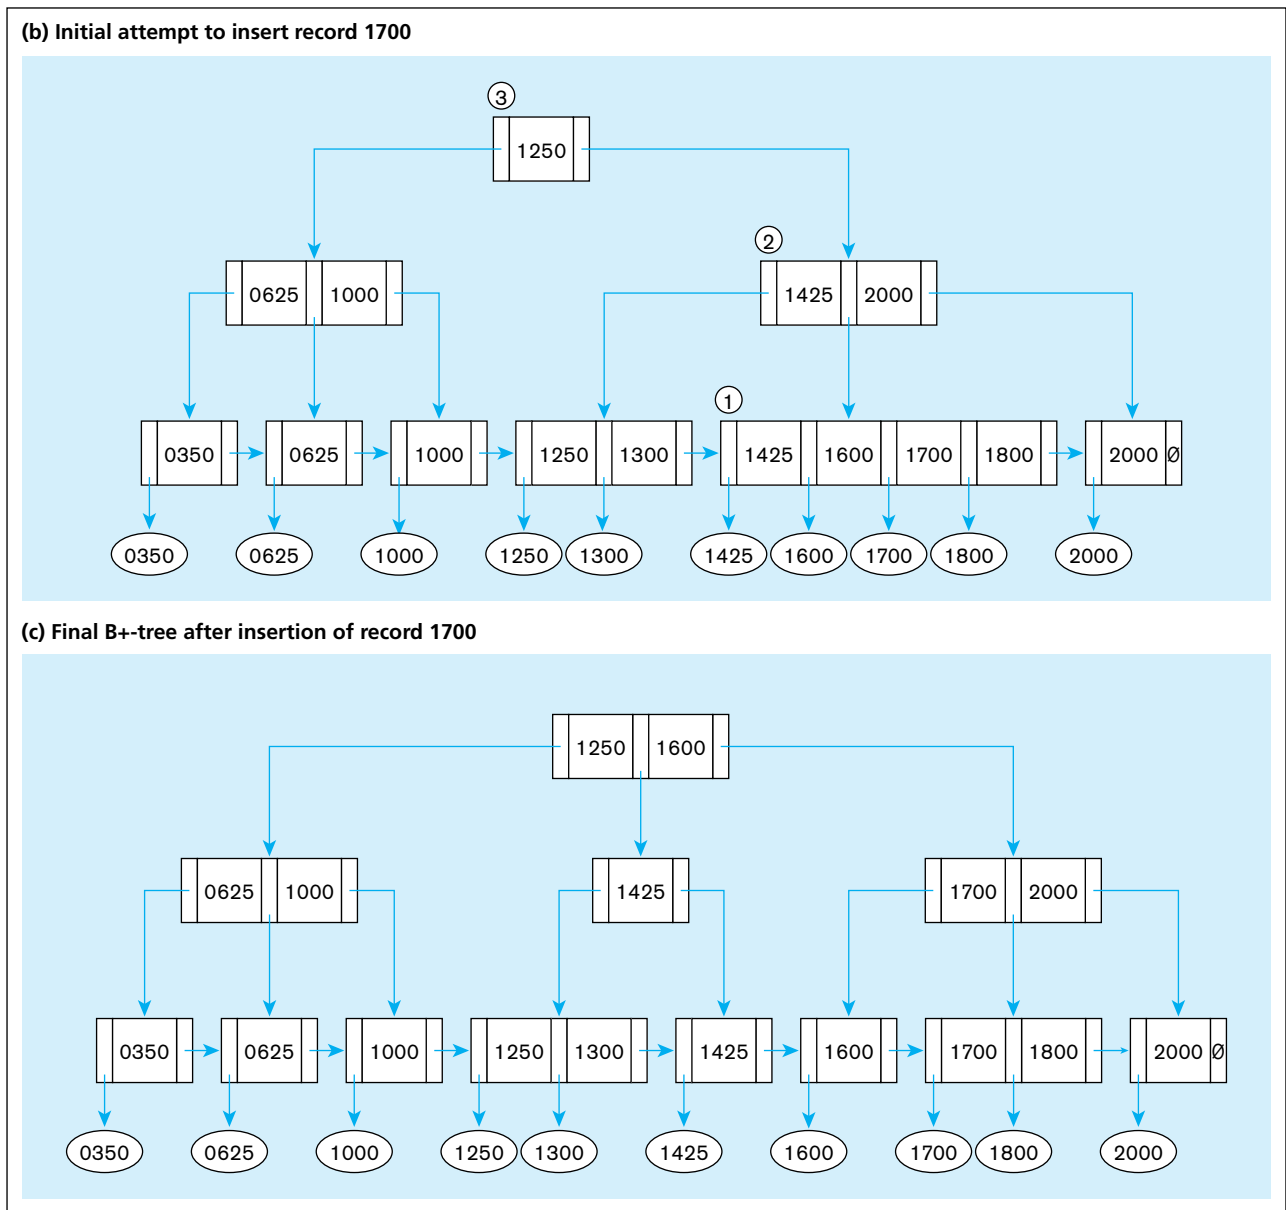 (b) Initial attempt to insert record 1700
3
1250
2
0625 1000 1425 2000
1
0350 0625 1000 1250 1300 1425 1600 1700 1800 2000 Ø
0350 0625 1000 1250 1300 1425 1600 1700 1800 2000
(c) Final B+-tree after insertion of record 1700
1250 1600
0625 1000 1425 1700 2000
0350 0625 1000 1250 1300 1425 1600 1700 1800 2000 Ø
0350 0625 1000 1250 1300 1425 1600 1700 1800 2000